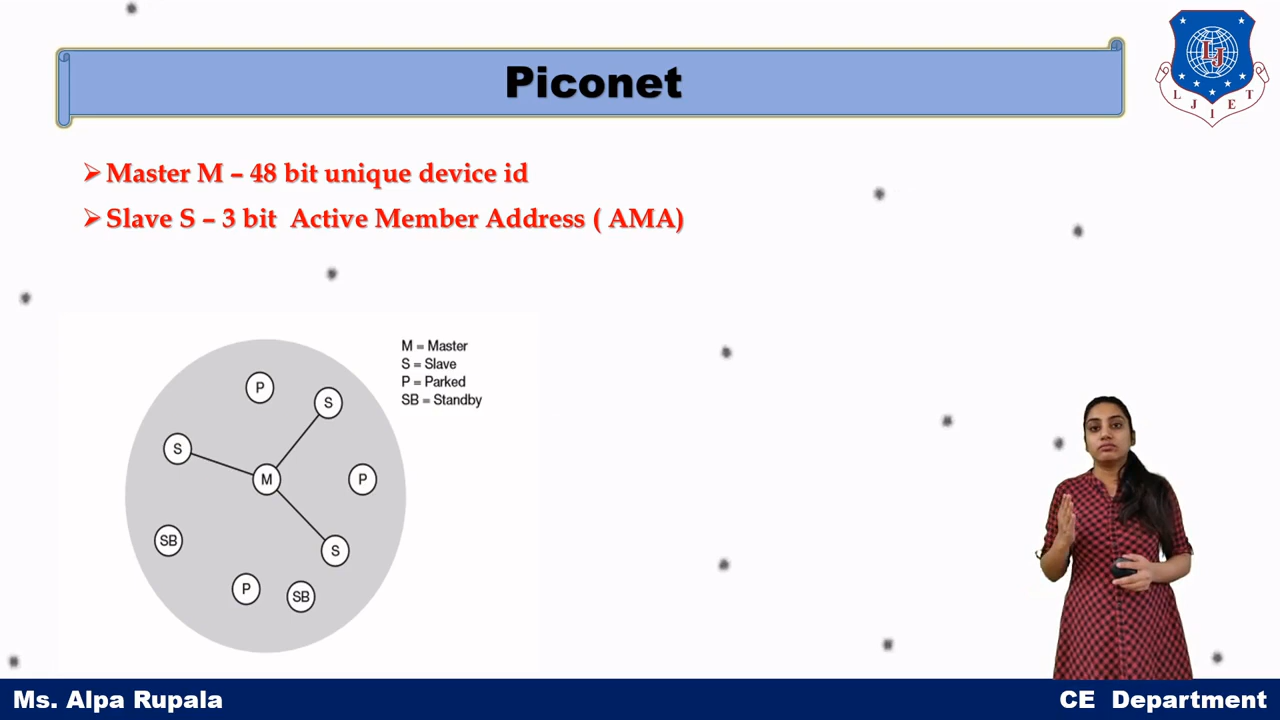 Piconet
L J I E T
LJ
Master M – 48 bit unique device id
Slave S – 3 bit Active Member Address ( AMA)
M = Master
S = Slave
P = Parked
SB = Standby
P
S
S
M
P
SB
S
P
SB
Ms. Alpa Rupala
CE Department